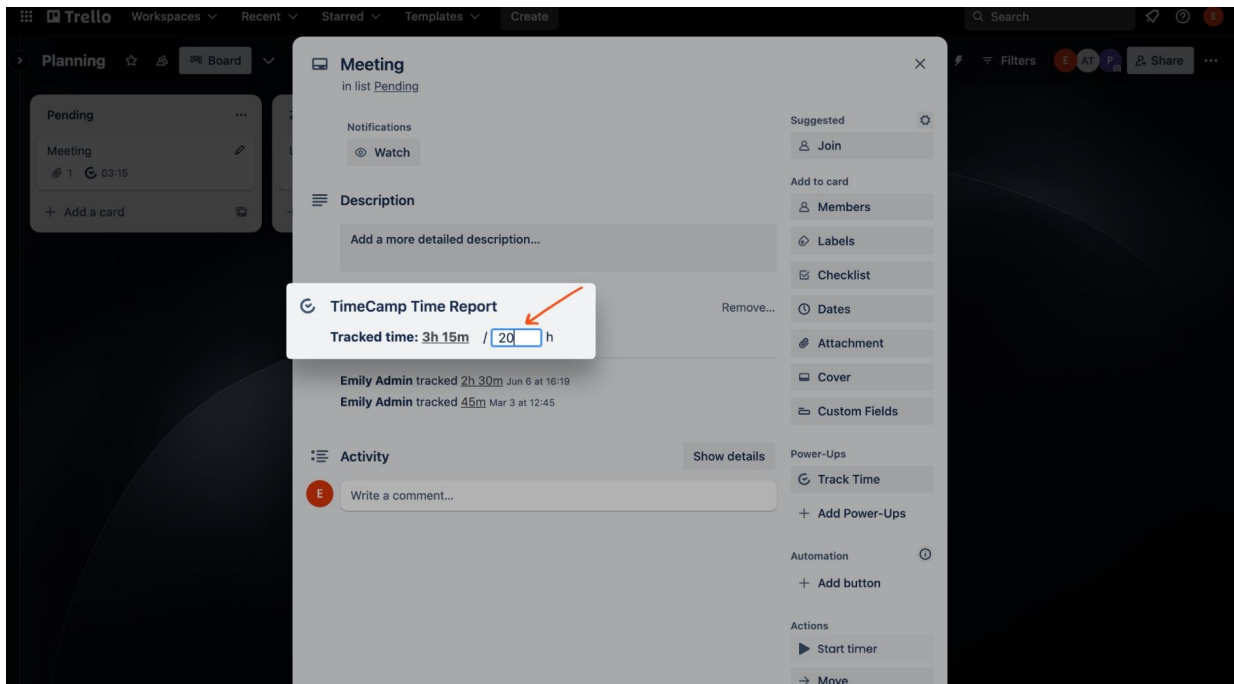 Trello Workspaces Recent Starred Templates Create Search E
Planning Board Filters E AT P Share
Pending
Meeting
1 03:15
+ Add a card
Meeting
in list Pending
Notifications
Watch
Description
Add a more detailed description...
TimeCamp Time Report Remove...
Tracked time: 3h 15m / 20 h
Emily Admin tracked 2h 30m Jun 6 at 16:19
Emily Admin tracked 45m Mar 3 at 12:45
Activity Show details
E Write a comment...
Suggested
Join
Add to card
Members
Labels
Checklist
Dates
Attachment
Cover
Custom Fields
Power-Ups
Track Time
+ Add Power-Ups
Automation
+ Add button
Actions
Start timer
Move